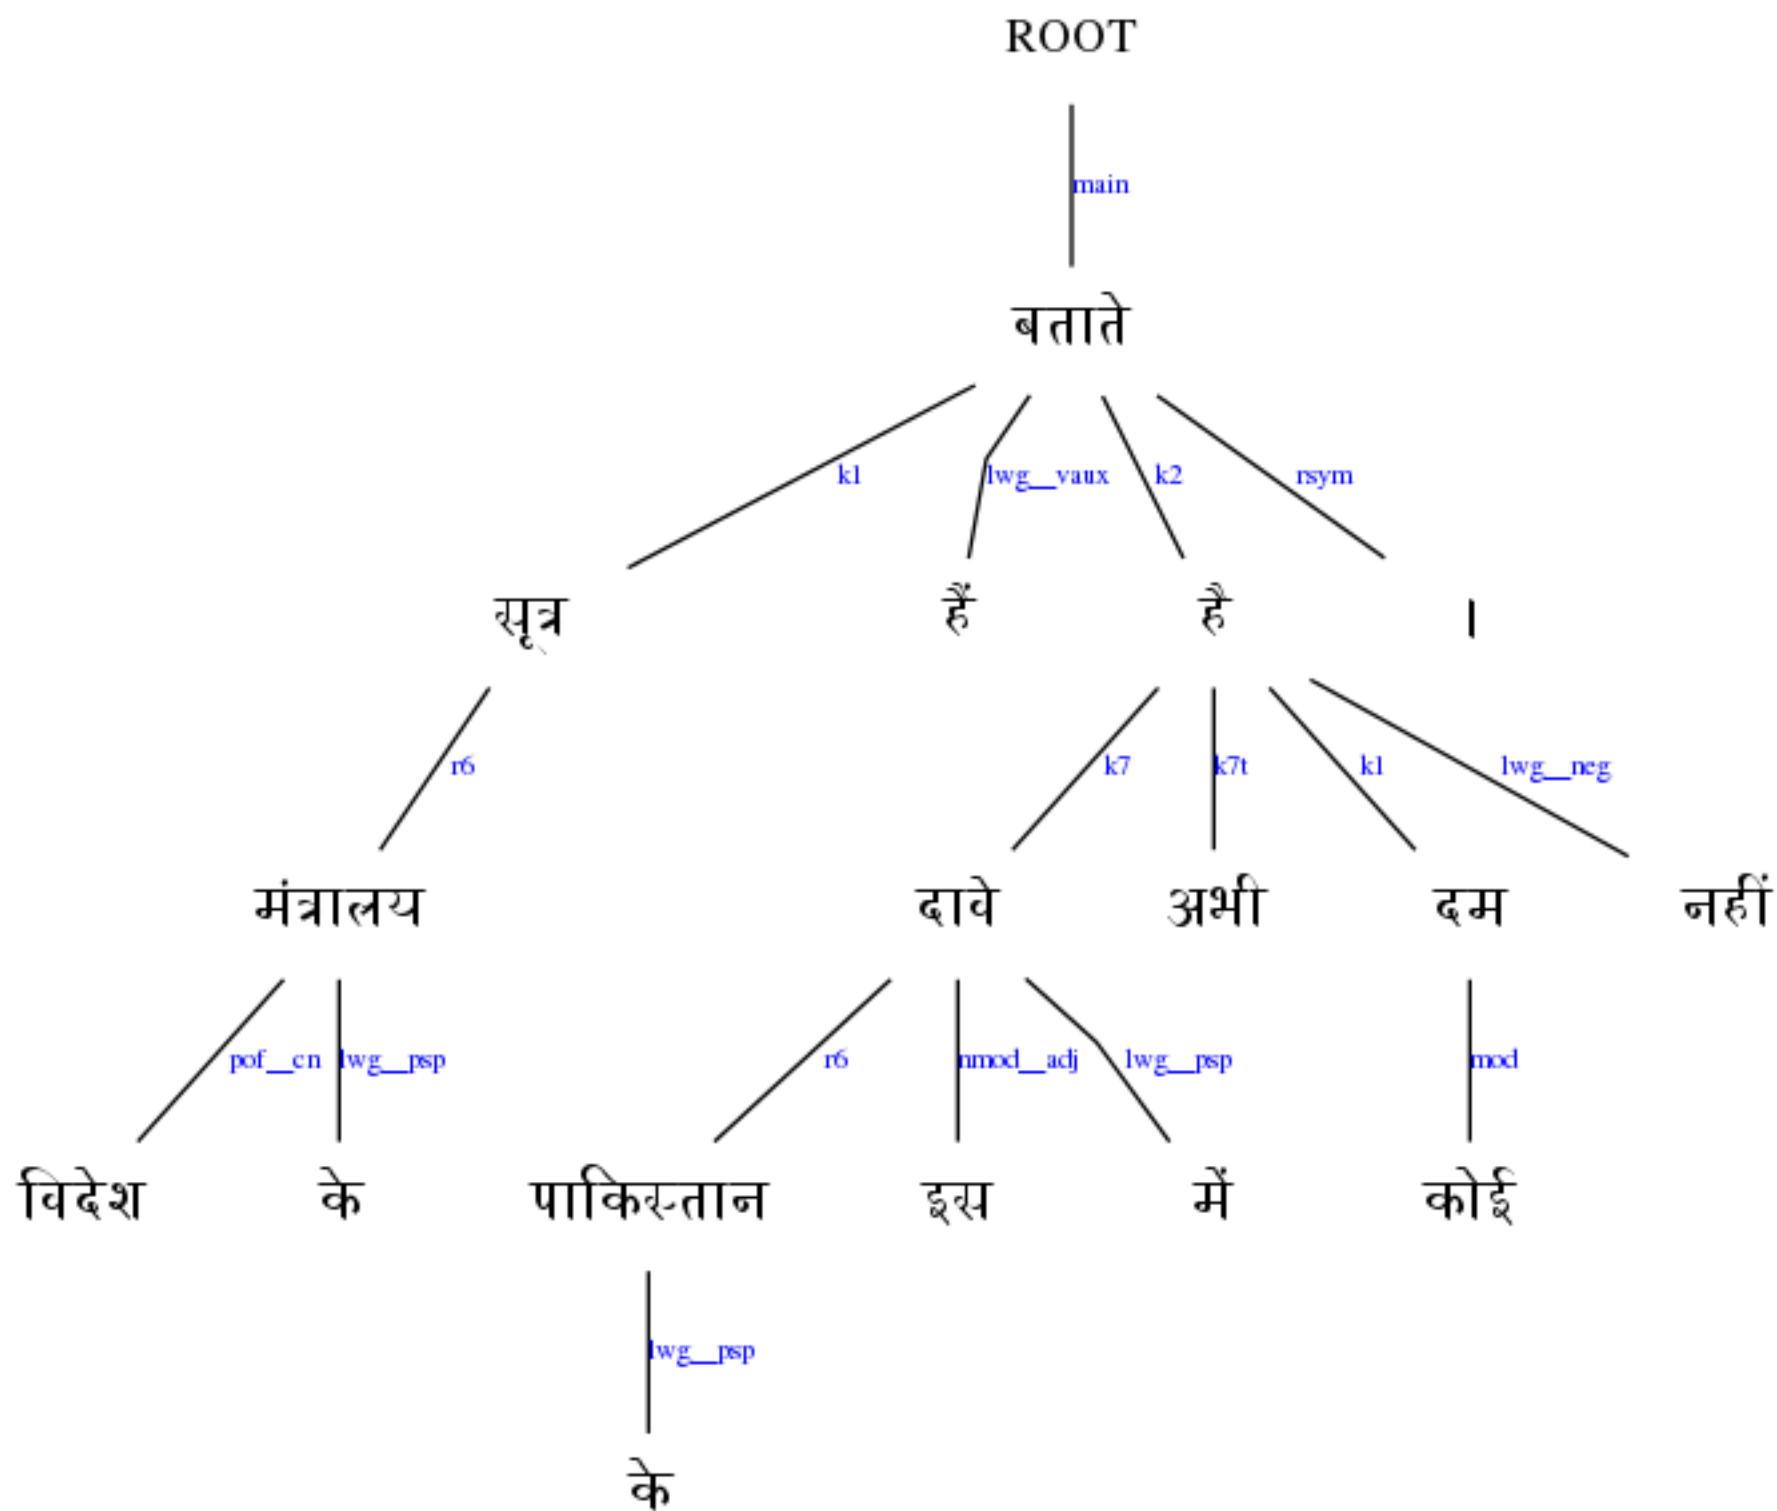 ROOT
main
बताते
k1 lwg__vaux k2 rsym
सूत्र हैं है ।
r6 k7 k7t k1 lwg__neg
मंत्रालय दावे अभी दम नहीं
pof__cn lwg__psp r6 nmod__adj lwg__psp mod
विदेश के पाकिस्तान इस में कोई
lwg__psp
के